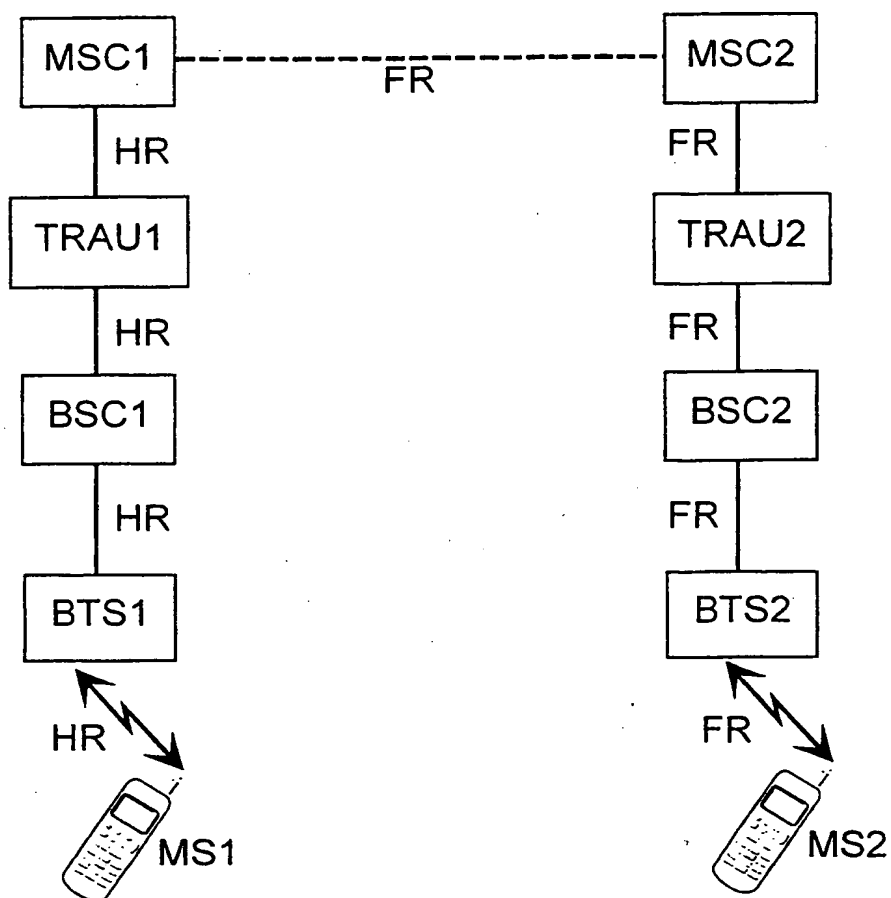 MSC1
MSC2
FR
HR
FR
TRAU1
TRAU2
HR
FR
BSC1
BSC2
HR
FR
BTS1
BTS2
HR
FR
MS1
MS2